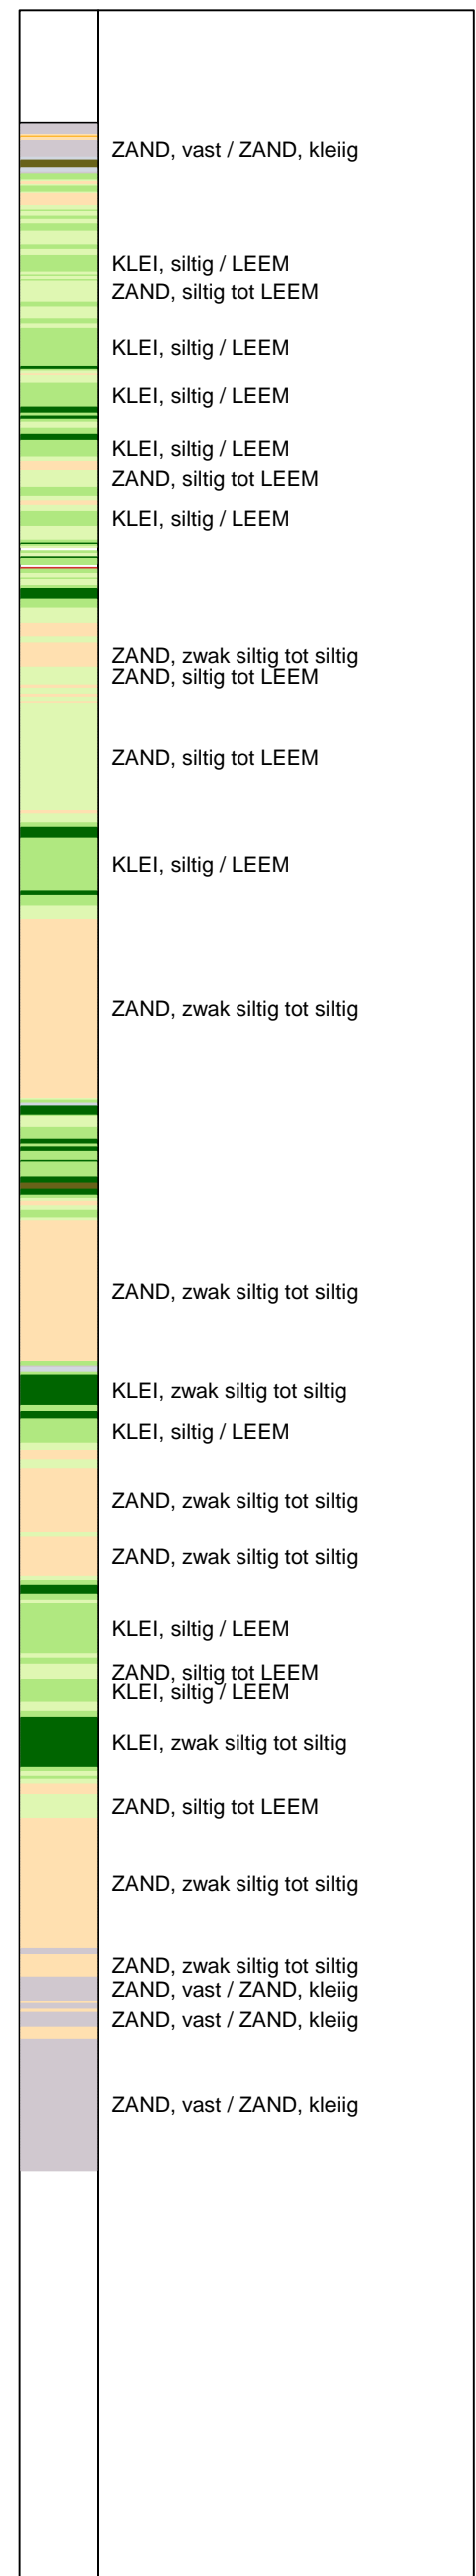 ZAND, vast / ZAND, kleiig
KLEI, siltig / LEEM
ZAND, siltig tot LEEM
KLEI, siltig / LEEM
KLEI, siltig / LEEM
KLEI, siltig / LEEM
ZAND, siltig tot LEEM
KLEI, siltig / LEEM
ZAND, zwak siltig tot siltig
ZAND, siltig tot LEEM
ZAND, siltig tot LEEM
KLEI, siltig / LEEM
ZAND, zwak siltig tot siltig
ZAND, zwak siltig tot siltig
KLEI, zwak siltig tot siltig
KLEI, siltig / LEEM
ZAND, zwak siltig tot siltig
ZAND, zwak siltig tot siltig
KLEI, siltig / LEEM
ZAND, siltig tot LEEM
KLEI, siltig / LEEM
KLEI, zwak siltig tot siltig
ZAND, siltig tot LEEM
ZAND, zwak siltig tot siltig
ZAND, zwak siltig tot siltig
ZAND, vast / ZAND, kleiig
ZAND, vast / ZAND, kleiig
ZAND, vast / ZAND, kleiig